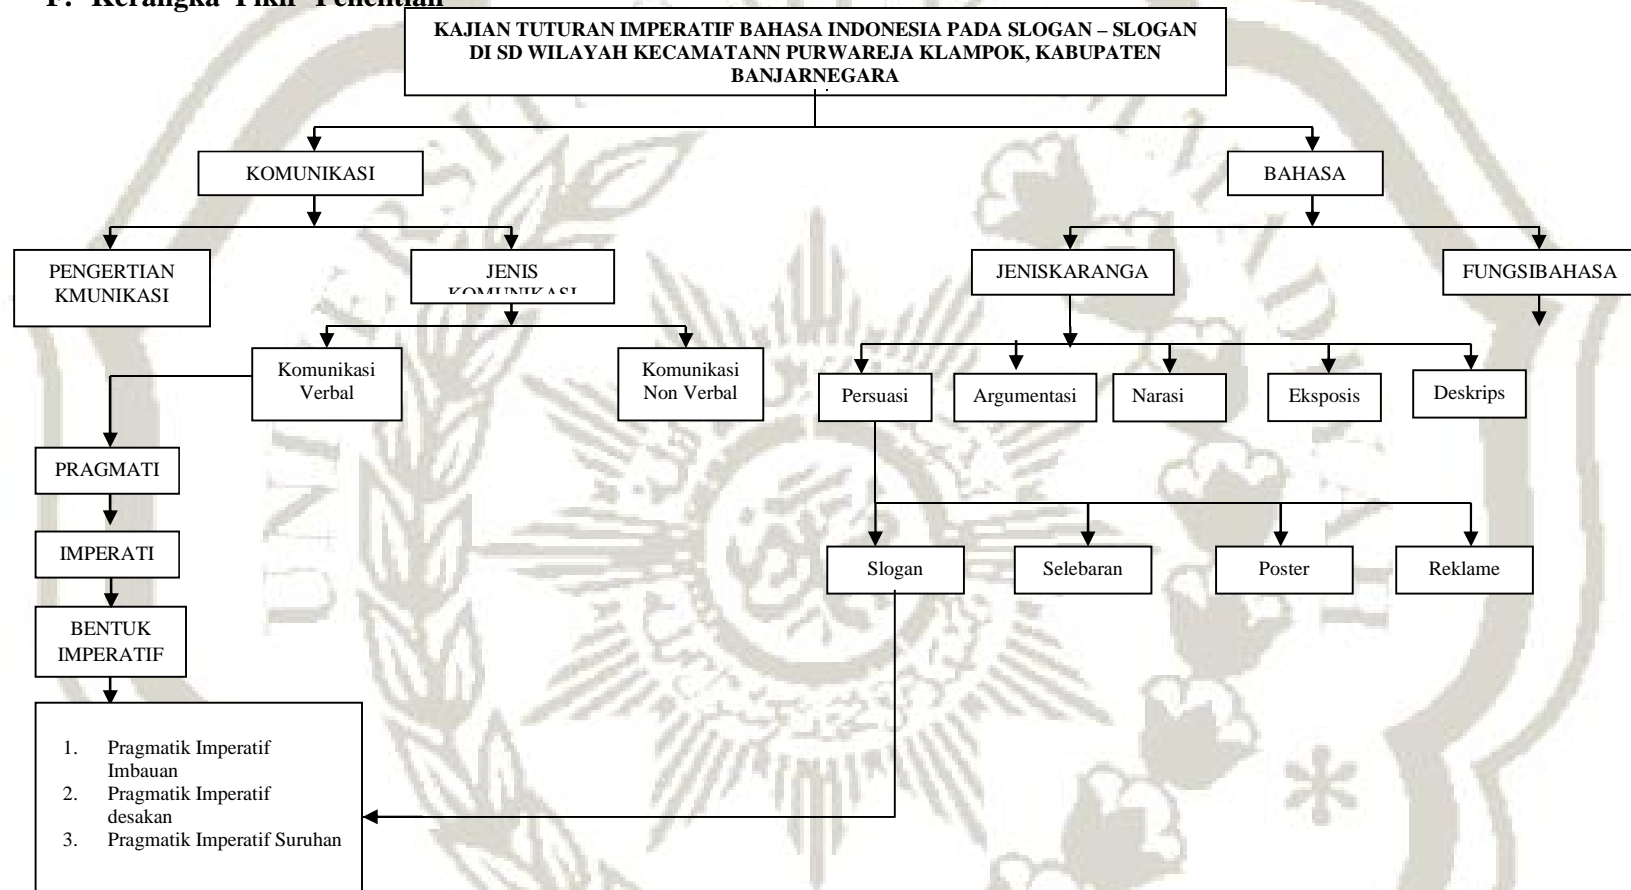 F. Kerangka Pikir Penelitian
KAJIAN TUTURAN IMPERATIF BAHASA INDONESIA PADA SLOGAN – SLOGAN
DI SD WILAYAH KECAMATANN PURWAREJA KLAMPOK, KABUPATEN
BANJARNEGARA
KOMUNIKASI
BAHASA
PENGERTIAN
KMUNIKASI
JENIS
KOMUNIKASI
JENISKARANGA
FUNGSIBAHASA
Komunikasi
Verbal
Komunikasi
Non Verbal
Persuasi
Argumentasi
Narasi
Eksposis
Deskrips
PRAGMATI
IMPERATI
Slogan
Selebaran
Poster
Reklame
BENTUK
IMPERATIF
1. Pragmatik Imperatif
Imbauan
2. Pragmatik Imperatif
desakan
3. Pragmatik Imperatif Suruhan